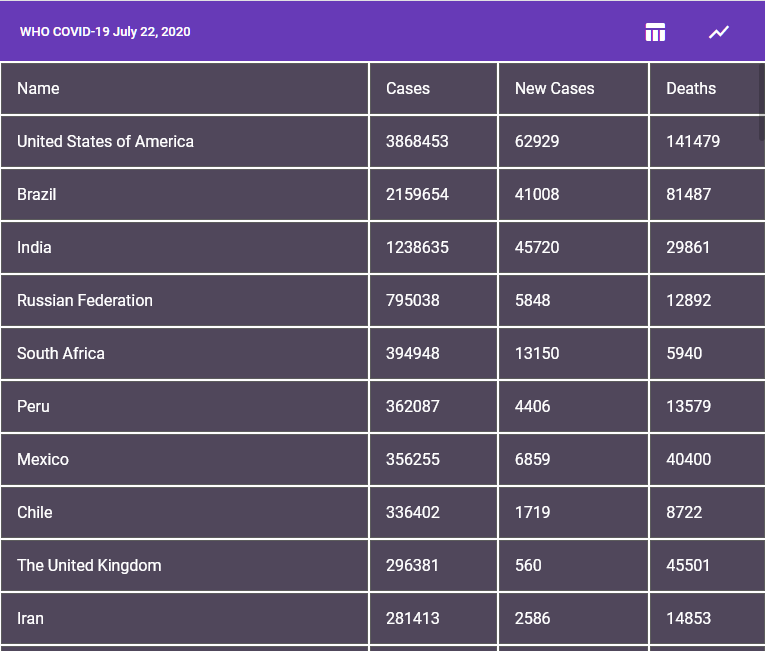 WHO COVID-19 July 22, 2020
Name Cases New Cases Deaths
United States of America 3868453 62929 141479
Brazil 2159654 41008 81487
India 1238635 45720 29861
Russian Federation 795038 5848 12892
South Africa 394948 13150 5940
Peru 362087 4406 13579
Mexico 356255 6859 40400
Chile 336402 1719 8722
The United Kingdom 296381 560 45501
Iran 281413 2586 14853